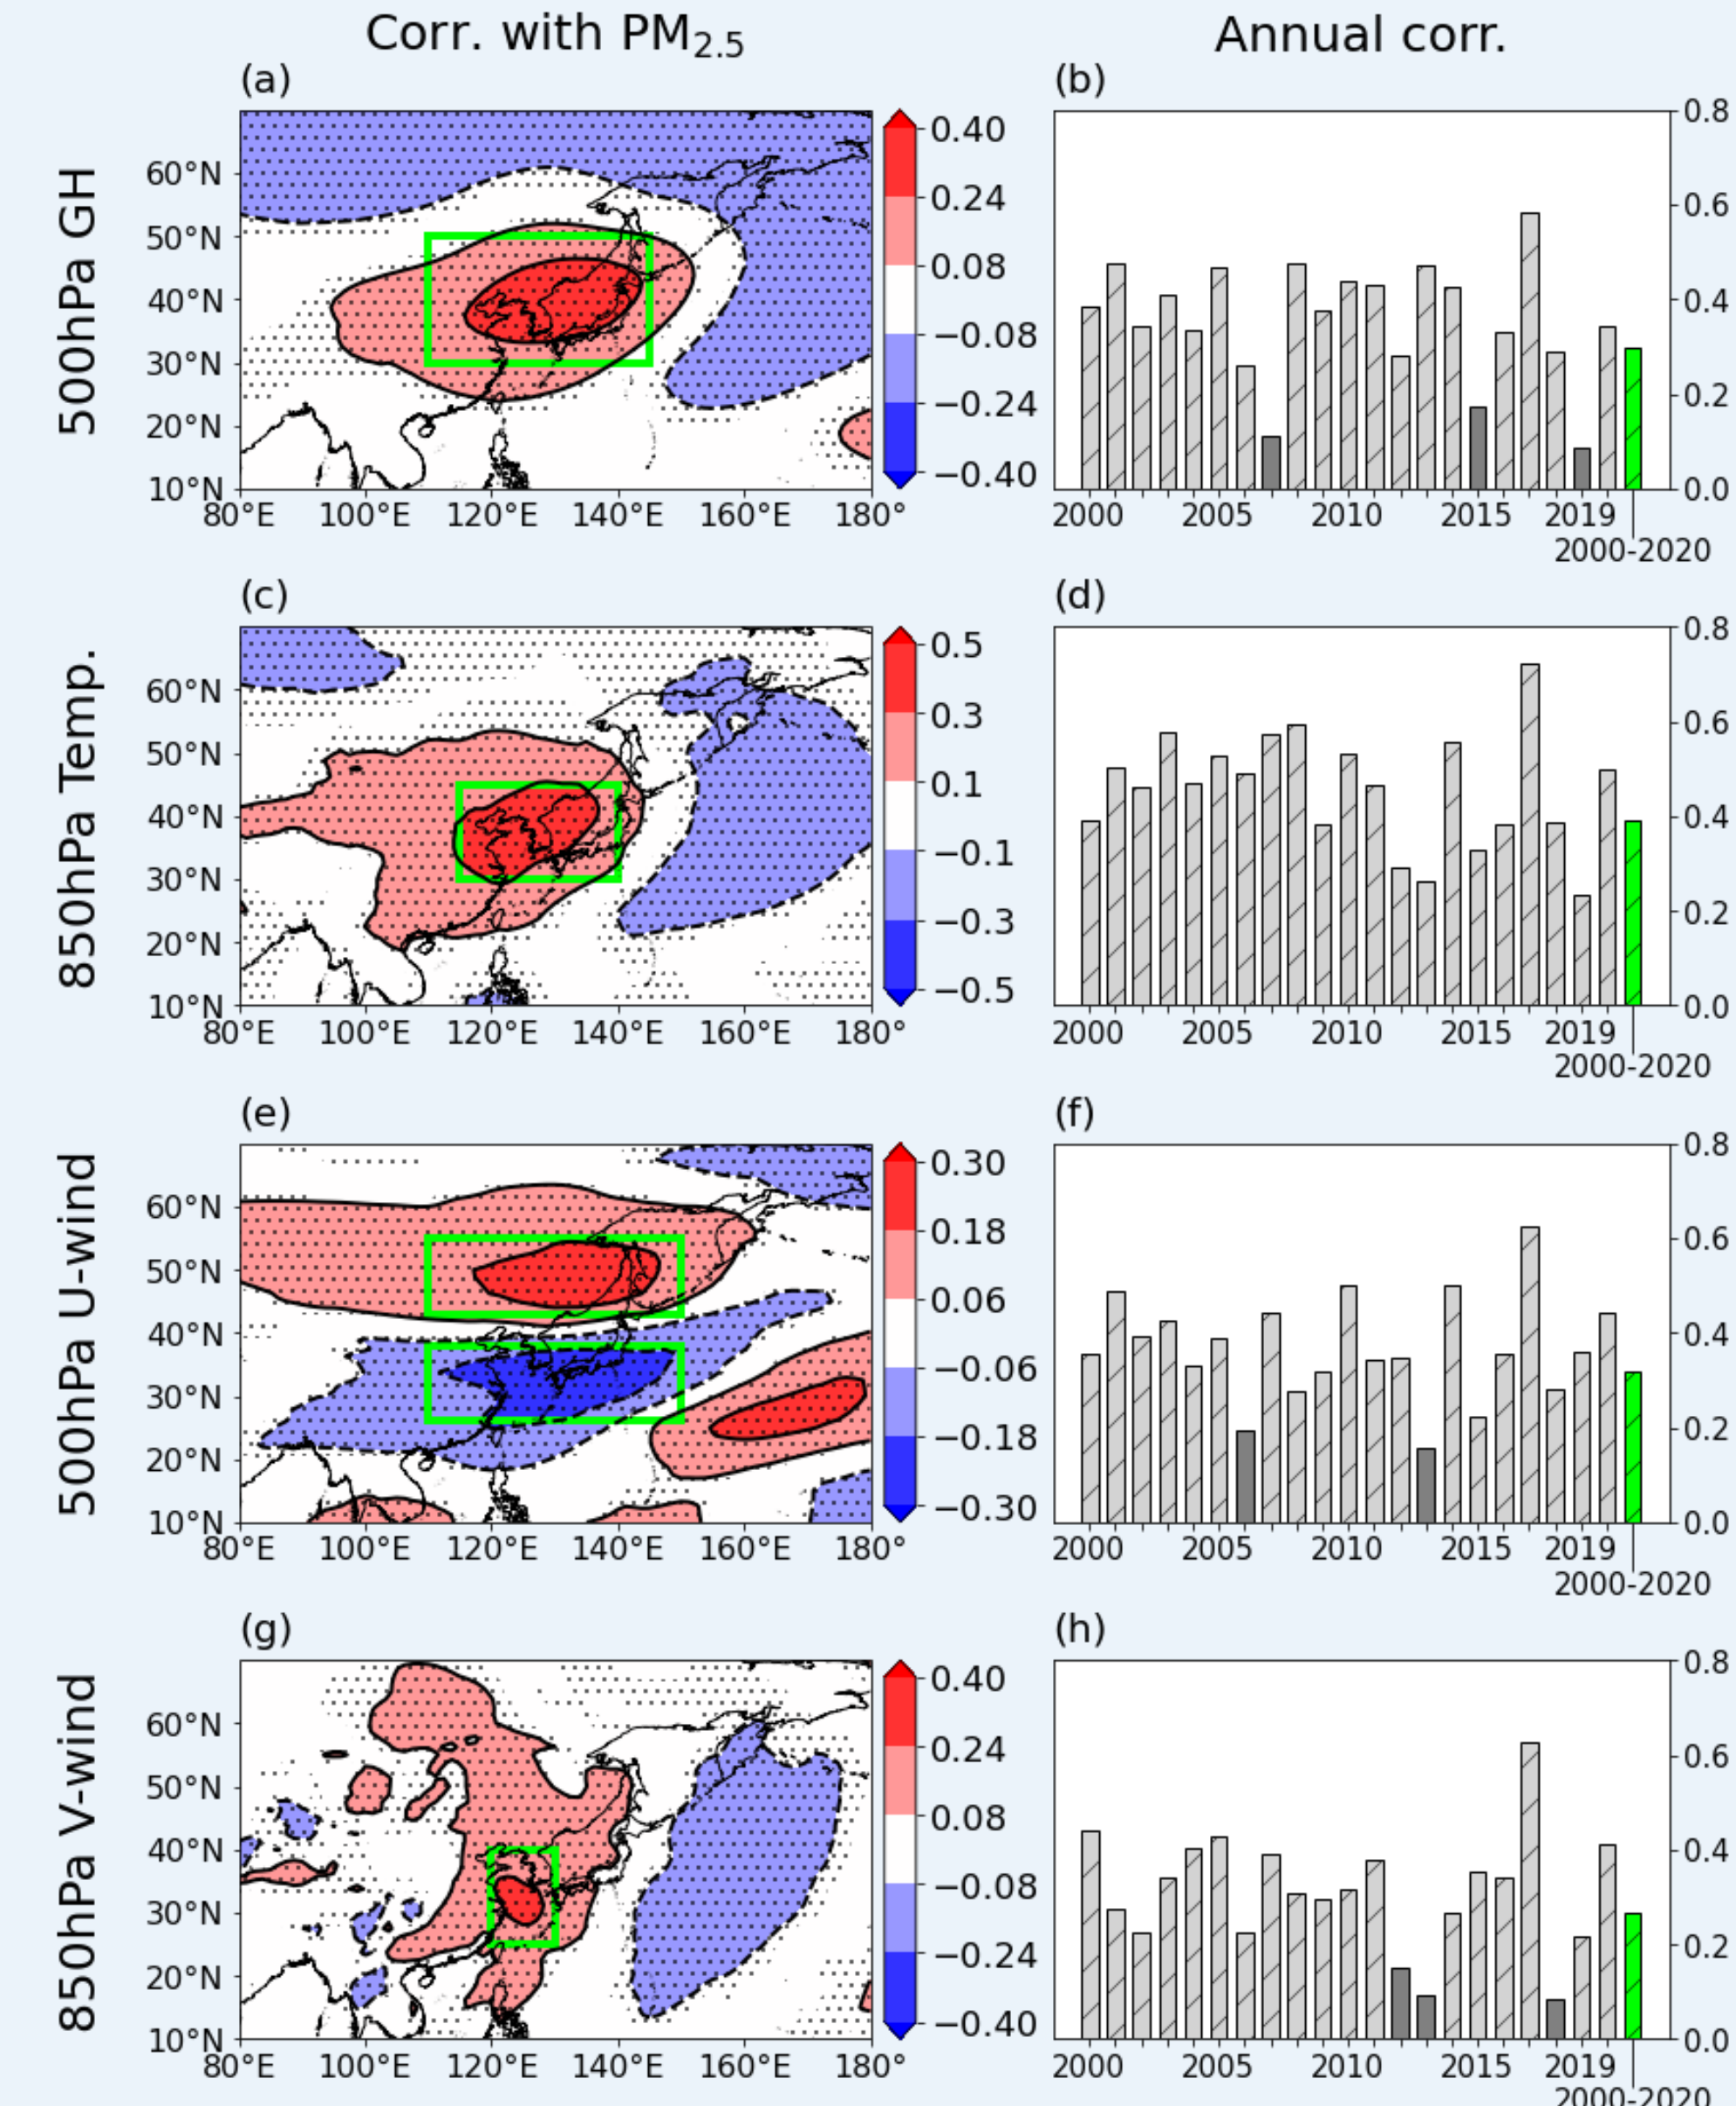 Corr. with PM2.5
Annual corr.
(a)
500hPa GH
60°N
50°N
40°N
30°N
20°N
10°N
80°E 100°E 120°E 140°E 160°E 180°
0.40
0.24
0.08
−0.08
−0.24
−0.40
(b)
0.8
0.6
0.4
0.2
0.0
2000 2005 2010 2015 2019
2000-2020
(c)
850hPa Temp.
60°N
50°N
40°N
30°N
20°N
10°N
80°E 100°E 120°E 140°E 160°E 180°
0.5
0.3
0.1
−0.1
−0.3
−0.5
(d)
0.8
0.6
0.4
0.2
0.0
2000 2005 2010 2015 2019
2000-2020
(e)
500hPa U-wind
60°N
50°N
40°N
30°N
20°N
10°N
80°E 100°E 120°E 140°E 160°E 180°
0.30
0.18
0.06
−0.06
−0.18
−0.30
(f)
0.8
0.6
0.4
0.2
0.0
2000 2005 2010 2015 2019
2000-2020
(g)
850hPa V-wind
60°N
50°N
40°N
30°N
20°N
10°N
80°E 100°E 120°E 140°E 160°E 180°
0.40
0.24
0.08
−0.08
−0.24
−0.40
(h)
0.8
0.6
0.4
0.2
0.0
2000 2005 2010 2015 2019
2000-2020